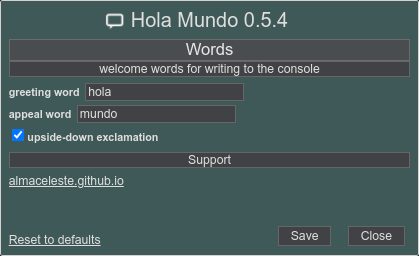 Hola Mundo 0.5.4
Words
welcome words for writing to the console
greeting word hola
appeal word mundo
upside-down exclamation
Support
almaceleste.github.io
Reset to defaults Save Close